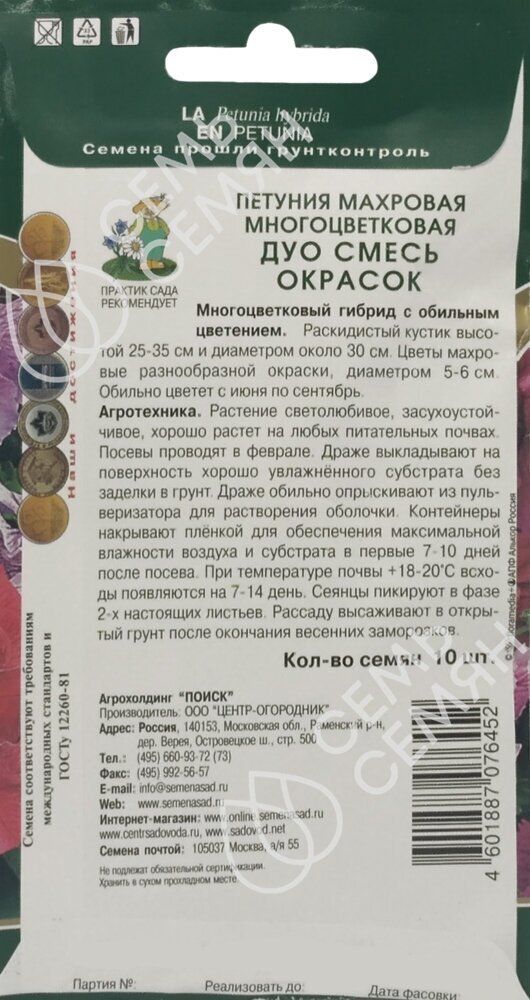 LA Petunia hybrida
EN PETUNIA
Семена прошли грунтконтроль
ПЕТУНИЯ МАХРОВАЯ
МНОГОЦВЕТКОВАЯ
ДУО СМЕСЬ
ОКРАСОК
ПРАКТИК САДА
РЕКОМЕНДУЕТ
Многоцветковый гибрид с обильным
цветением. Раскидистый кустик высо-
той 25-35 см и диаметром около 30 см. Цветы махро-
вые разнообразной окраски, диаметром 5-6 см.
Обильно цветет с июня по сентябрь.
Агротехника. Растение светолюбивое, засухоустой-
чивое, хорошо растет на любых питательных почвах.
Посевы проводят в феврале. Драже выкладывают на
поверхность хорошо увлажнённого субстрата без
заделки в грунт. Драже обильно опрыскивают из пуль-
веризатора для растворения оболочки. Контейнеры
накрывают плёнкой для обеспечения максимальной
влажности воздуха и субстрата в первые 7-10 дней
после посева. При температуре почвы +18-20°С всхо-
ды появляются на 7-14 день. Сеянцы пикируют в фазе
2-х настоящих листьев. Рассаду высаживают в откры-
тый грунт после окончания весенних заморозков.
Кол-во семян 10 шт.
Наши достижения
Семена соответствуют требованиям
международных стандартов и
ГОСТу 12260-81
Агрохолдинг "ПОИСК"
Производитель: ООО "ЦЕНТР-ОГОРОДНИК"
Адрес: Россия, 140153, Московская обл., Раменский р-н,
дер. Верея, Островецкое ш., стр. 500
Тел.: (495) 660-93-72 (73)
Факс: (495) 992-56-57
E-mail: info@semenasad.ru
Web: www.semenasad.ru
Интернет-магазин: www.online.semenasad.ru
www.centrsadovoda.ru, www.sadovod.net
Семена почтой: 105037 Москва, а/я 55
Не подлежат обязательной сертификации.
Хранить в сухом прохладном месте.
4 601887 076452
Партия №:
Реализовать до:
Дата фасовки:
СЕМЬ
СЕМЯН
СЕМЬ
СЕМЯН